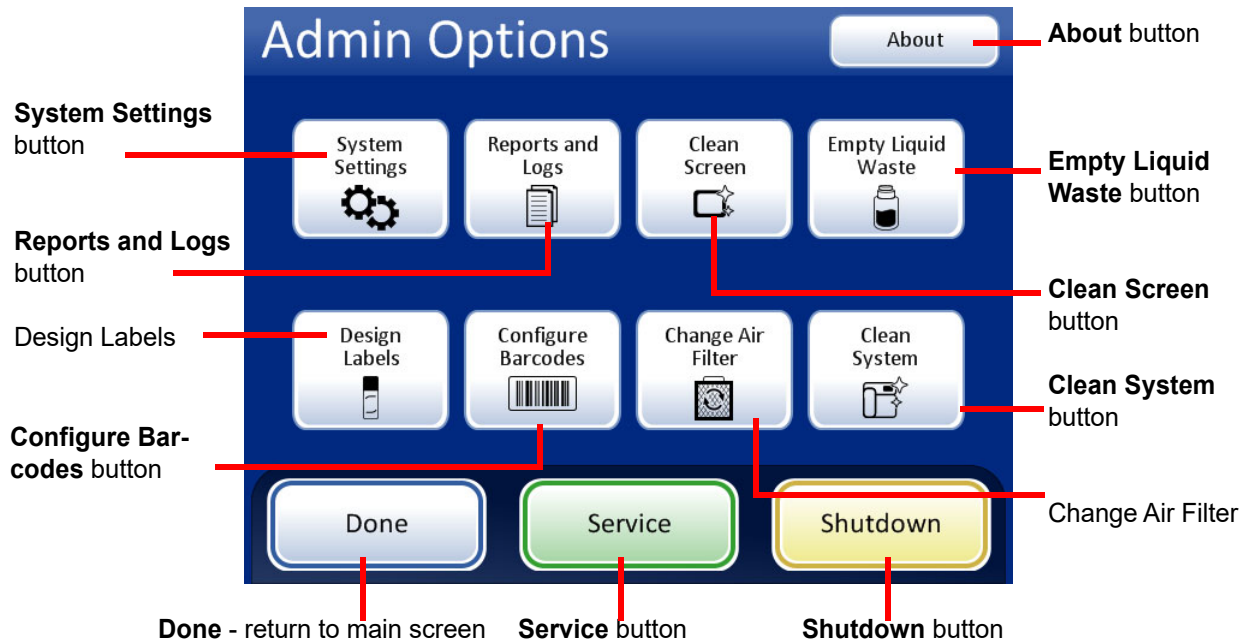 Admin Options
About
About button
System Settings
button
System
Settings
Reports and
Logs
Clean
Screen
Empty Liquid
Waste
Empty Liquid
Waste button
Reports and Logs
button
Clean Screen
button
Design Labels
Design
Labels
Configure
Barcodes
Change Air
Filter
Clean
System
Clean System
button
Configure Bar-
codes button
Done
Service
Shutdown
Change Air Filter
Done - return to main screen
Service button
Shutdown button